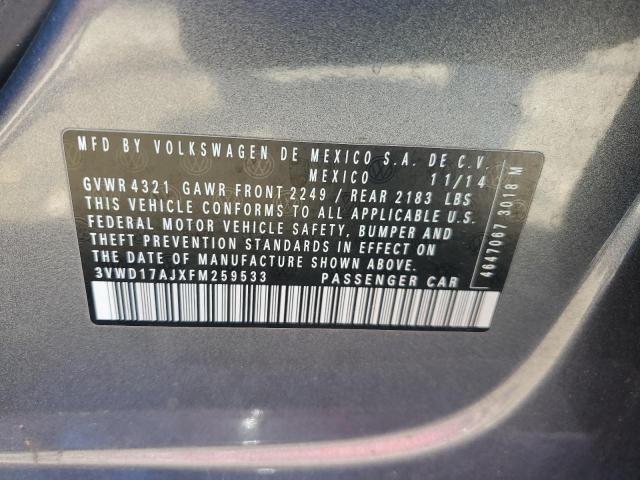 MFD BY VOLKSWAGEN DE MEXICO S.A. DE C.V.
MEXICO 11/14
GVWR 4321 GAWR FRONT 2249 / REAR 2183 LBS
THIS VEHICLE CONFORMS TO ALL APPLICABLE U.S.
FEDERAL MOTOR VEHICLE SAFETY, BUMPER AND
THEFT PREVENTION STANDARDS IN EFFECT ON
THE DATE OF MANUFACTURE SHOWN ABOVE.
3VWD17AJXFM259533 PASSENGER CAR
4647067 3018 M